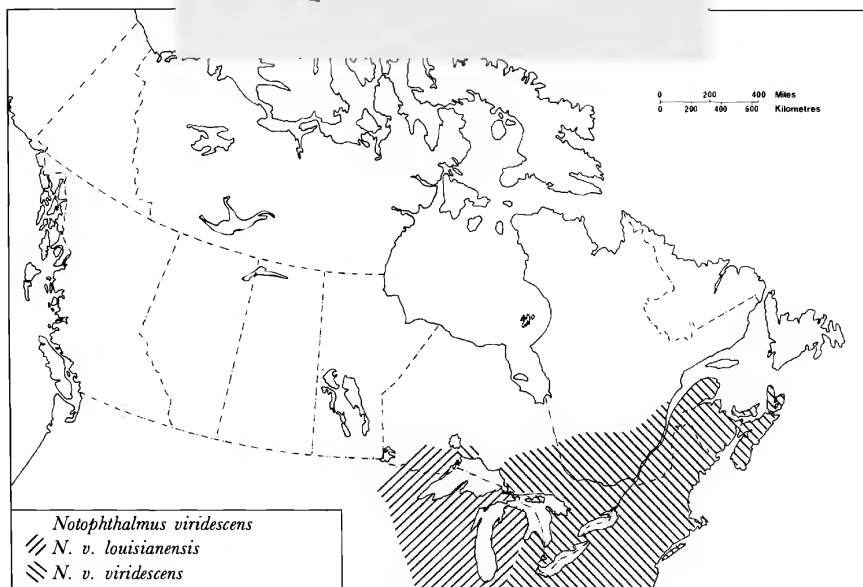 0 200 400 Miles
0 200 400 600 Kilometres
Notophthalmus viridescens
N. v. louisianensis
N. v. viridescens